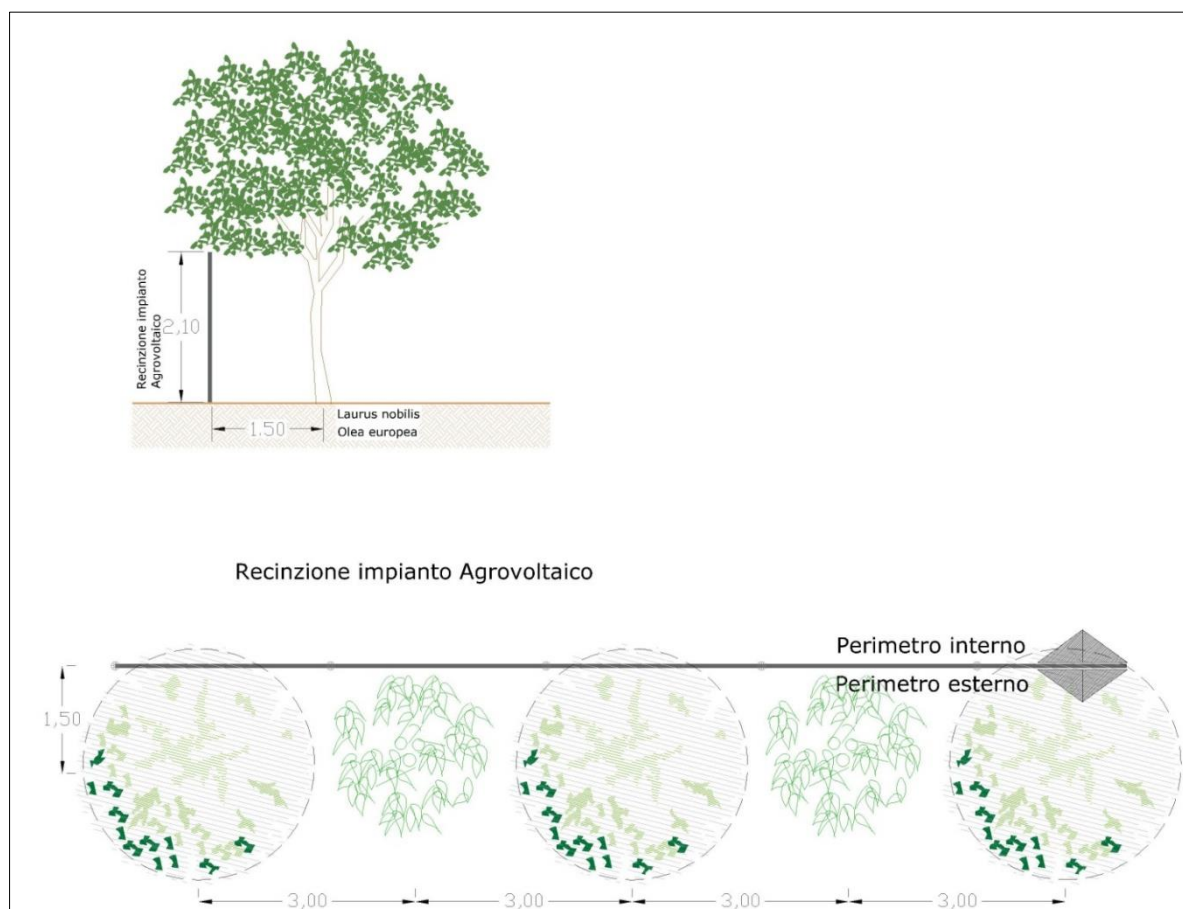 Recinzione impianto
Agrovoltaico
2,10
1.50
Laurus nobilis
Olea europea
Recinzione impianto Agrovoltaico
Perimetro interno
Perimetro esterno
1,50
3,00
3,00
3,00
3,00